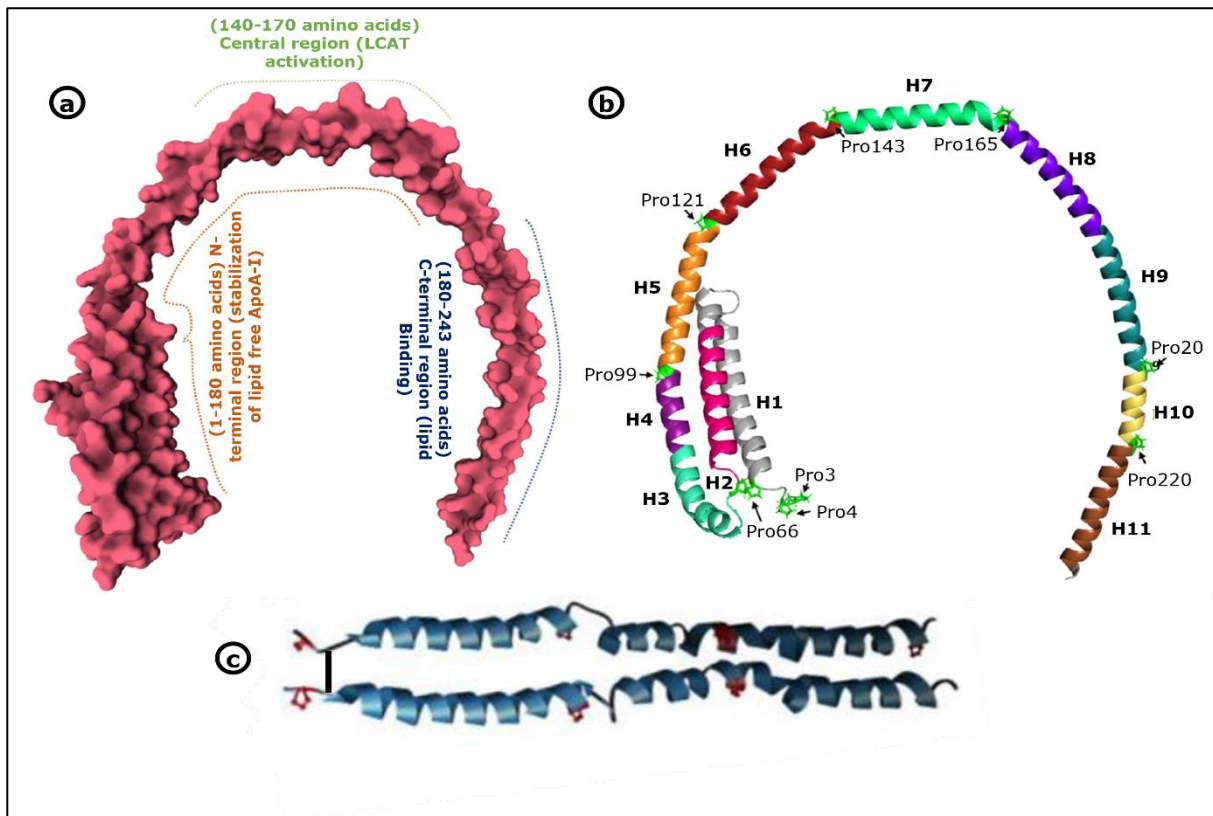 (140-170 amino acids)
Central region (LCAT
activation)
a
(1-180 amino acids) N-
terminal region (stabilization
of lipid free ApoA-I)
(180-243 amino acids)
C-terminal region (lipid
Binding)
b
H7
H6
Pro143
Pro165
H8
Pro121
H5
H9
Pro99
H1
Pro20
9
H4
H10
H2
Pro3
H3
Pro4
Pro220
Pro66
H11
c